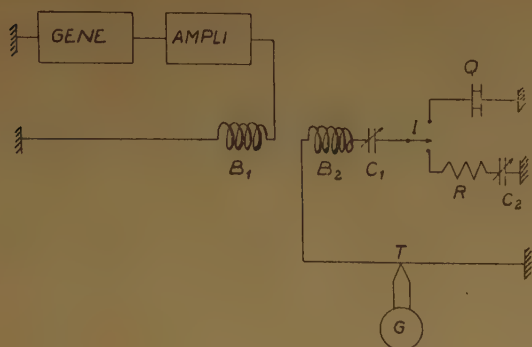 GENE AMPLI
Q
I
B₁ B₂ C₁
R C₂
T
G